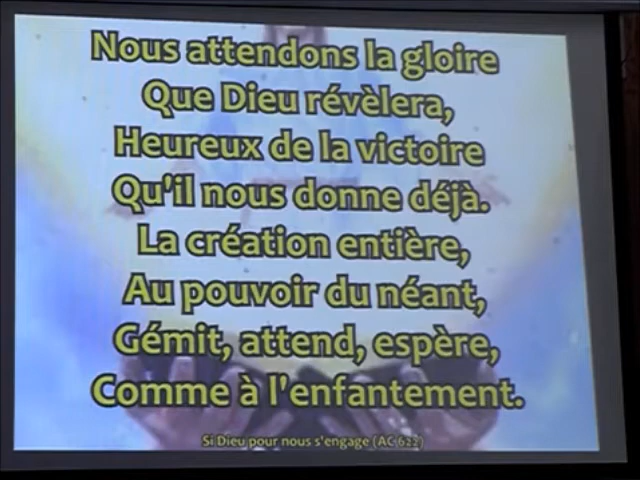 Nous attendons la gloire
Que Dieu révèlera,
Heureux de la victoire
Qu'il nous donne déjà.
La création entière,
Au pouvoir du néant,
Gémit, attend, espère,
Comme à l'enfantement.
Si Dieu pour nous s'engage (AC 622)